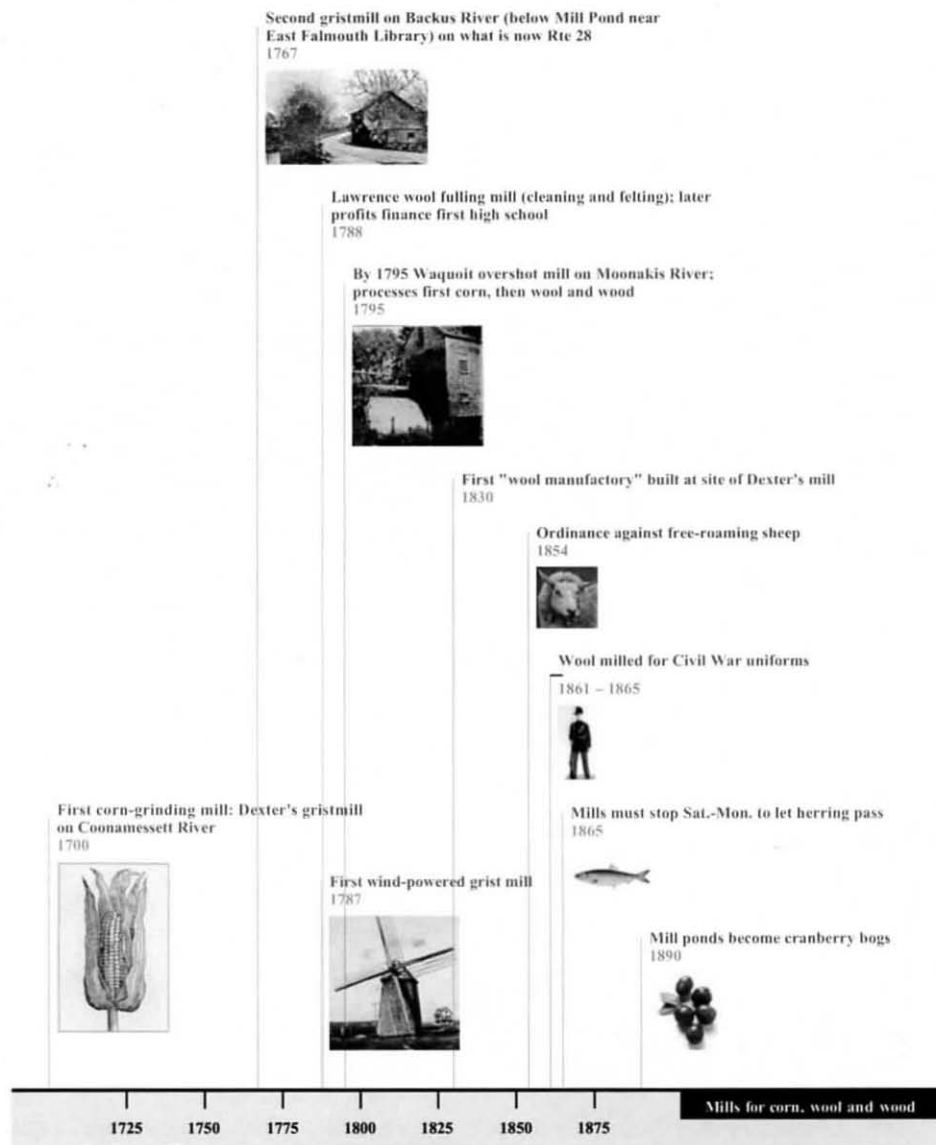 Second gristmill on Backus River (below Mill Pond near
East Falmouth Library) on what is now Rte 28
1767
Lawrence wool fulling mill (cleaning and felting); later
profits finance first high school
1788
By 1795 Waquoit overshot mill on Moonakis River;
processes first corn, then wool and wood
1795
First "wool manufactory" built at site of Dexter's mill
1830
Ordinance against free-roaming sheep
1854
Wool milled for Civil War uniforms
1861 – 1865
First corn-grinding mill: Dexter's gristmill
on Coonamessett River
1700
Mills must stop Sat.-Mon. to let herring pass
1865
First wind-powered grist mill
1787
Mill ponds become cranberry bogs
1890
Mills for corn, wool and wood
1725 1750 1775 1800 1825 1850 1875